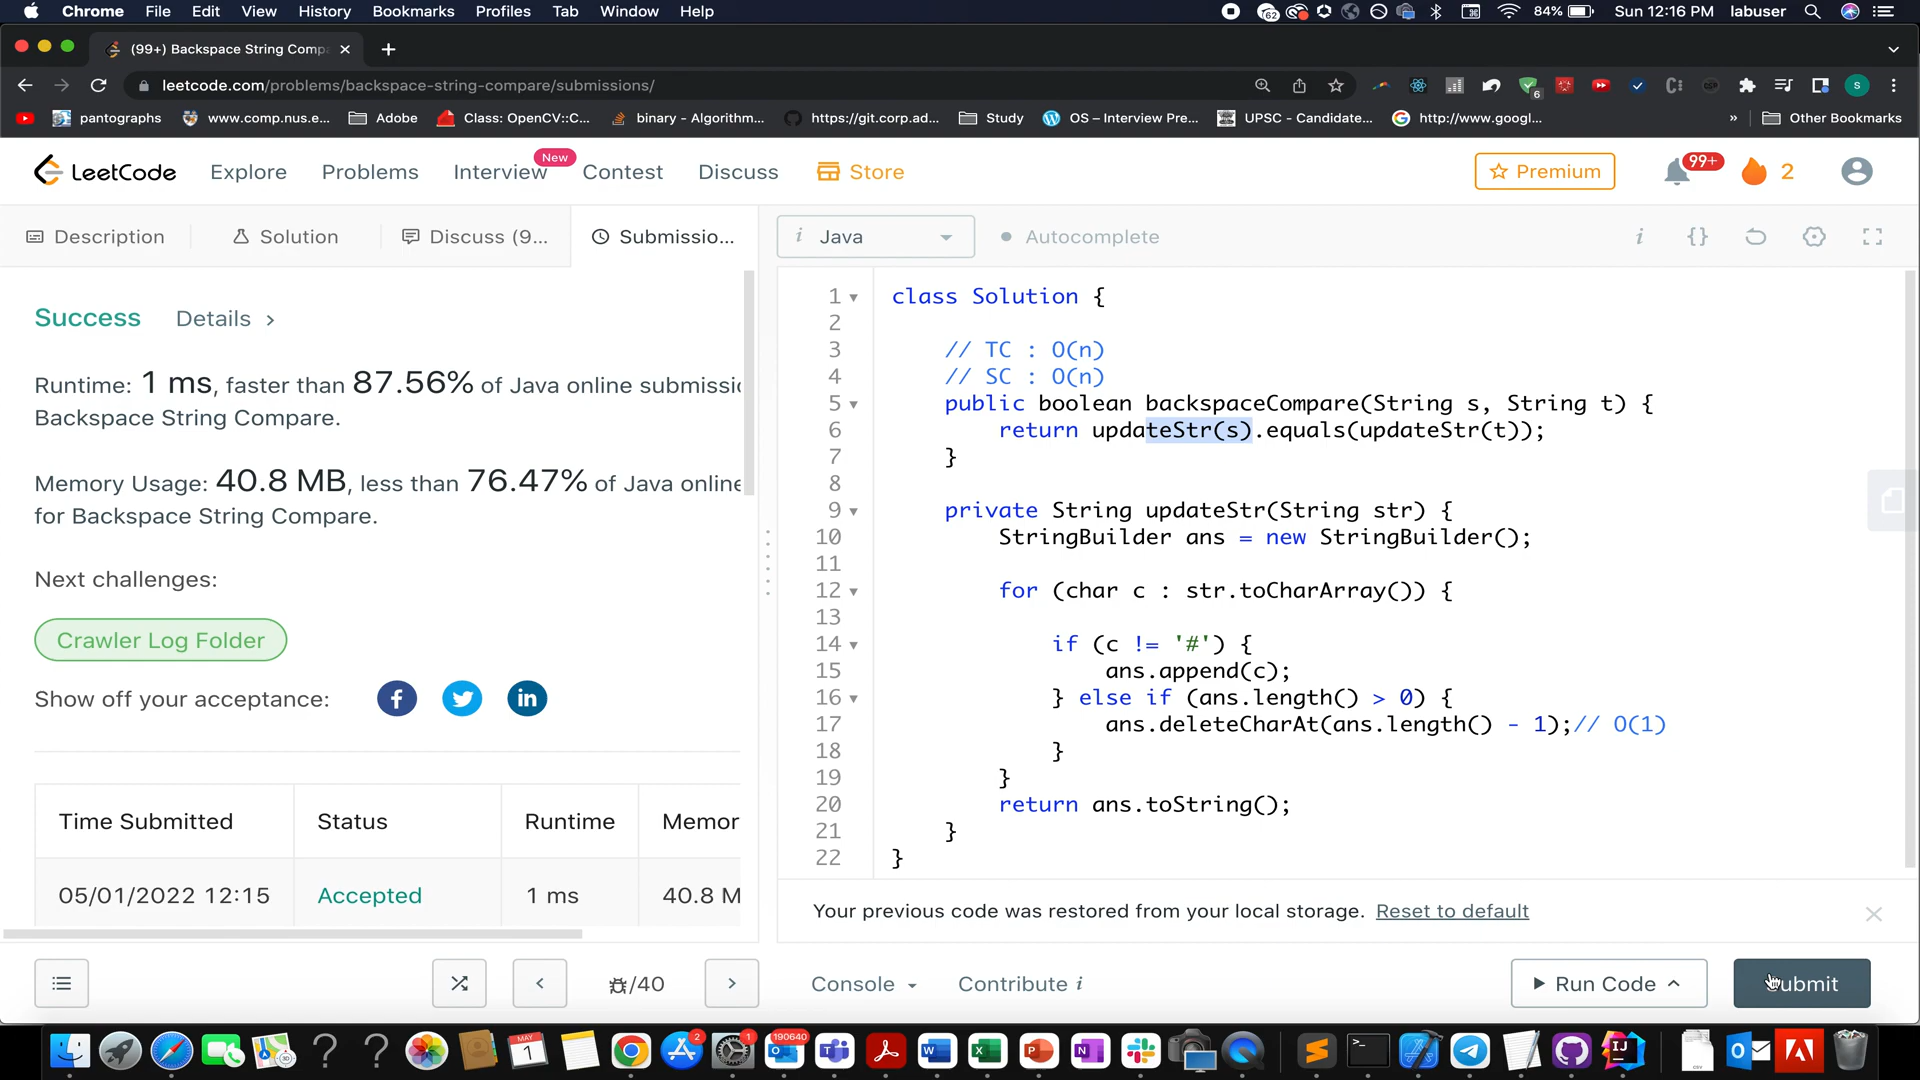 Chrome File Edit View History Bookmarks Profiles Tab Window Help
62 84% Sun 12:16 PM labuser
(99+) Backspace String Comp
leetcode.com/problems/backspace-string-compare/submissions/
6 S
pantographs www.comp.nus.e... Adobe Class: OpenCV::C... binary - Algorithm... https://git.corp.ad... Study OS – Interview Pre... UPSC - Candidate... http://www.googl... » Other Bookmarks
LeetCode Explore Problems Interview New Contest Discuss Store Premium 99+ 2
Description Solution Discuss (9... Submissio...
i Java Autocomplete i {}
Success Details >
Runtime: 1 ms, faster than 87.56% of Java online submissi
Backspace String Compare.
Memory Usage: 40.8 MB, less than 76.47% of Java online
for Backspace String Compare.
Next challenges:
Crawler Log Folder
Show off your acceptance:
Time Submitted Status Runtime Memor
05/01/2022 12:15 Accepted 1 ms 40.8 M
1 class Solution {
2
3 // TC : O(n)
4 // SC : O(n)
5 public boolean backspaceCompare(String s, String t) {
6 return updateStr(s).equals(updateStr(t));
7 }
8
9 private String updateStr(String str) {
10 StringBuilder ans = new StringBuilder();
11
12 for (char c : str.toCharArray()) {
13
14 if (c != '#') {
15 ans.append(c);
16 } else if (ans.length() > 0) {
17 ans.deleteCharAt(ans.length() - 1);// O(1)
18 }
19 }
20 return ans.toString();
21 }
22 }
Your previous code was restored from your local storage. Reset to default
/40 Console Contribute i Run Code Submit
MAY 1 2 1 190640